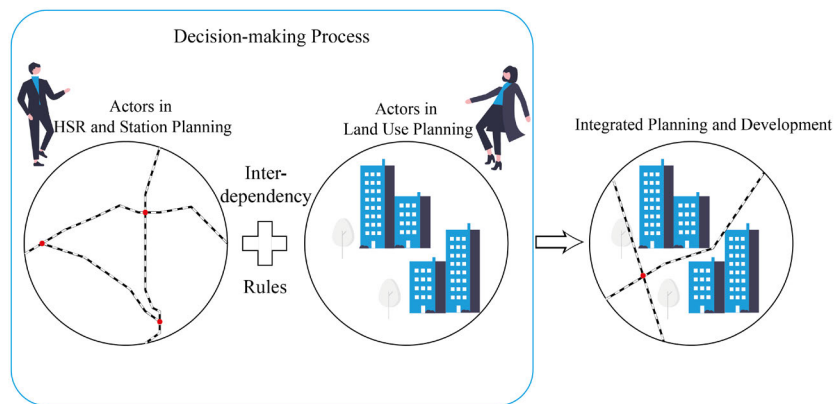 Decision-making Process
Actors in
HSR and Station Planning
Actors in
Land Use Planning
Inter-
dependency
Rules
Integrated Planning and Development